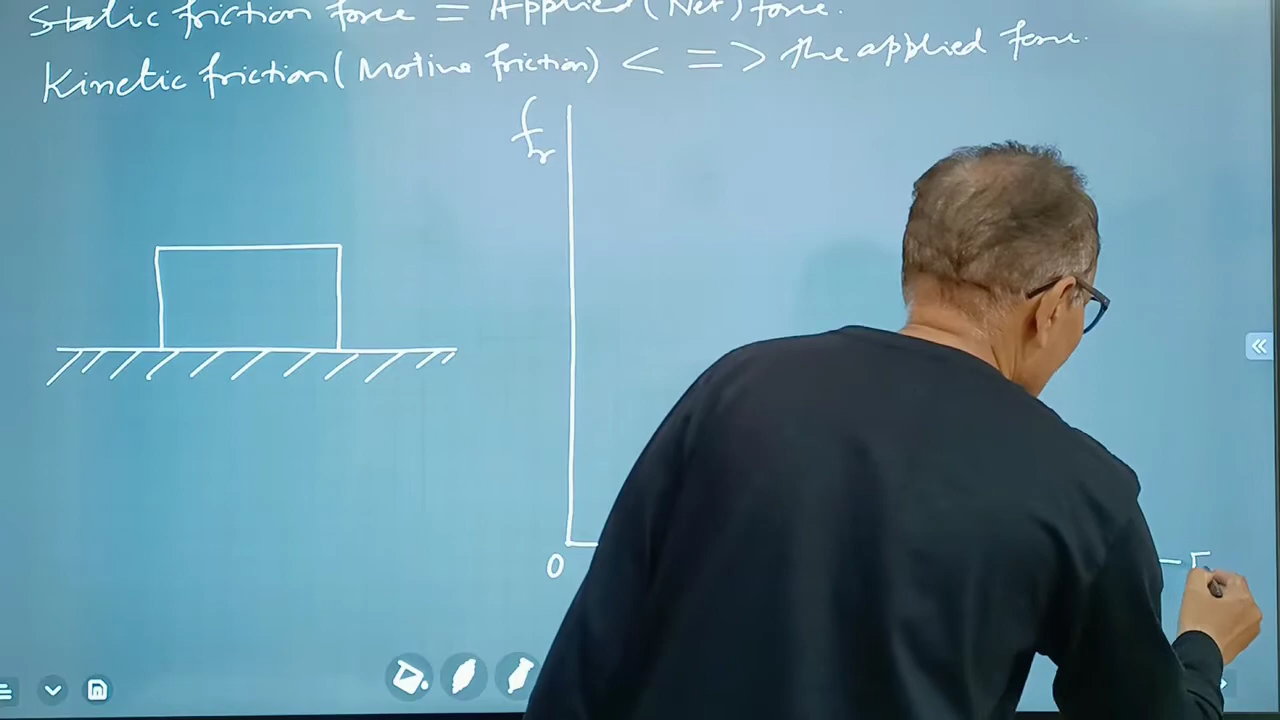 Static friction force = Applied (Net) force.
Kinetic friction (Motive friction) < = > the applied force.
fr
0
F